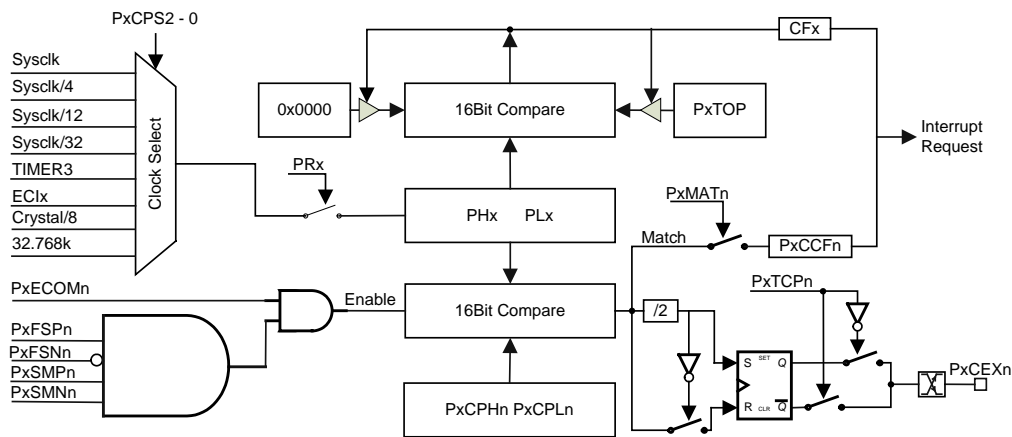 PxCPS2 - 0
Sysclk
Sysclk/4
Sysclk/12
Sysclk/32
TIMER3
ECIx
Crystal/8
32.768k
Clock Select
PRx
0x0000
16Bit Compare
PxTOP
CFx
Interrupt
Request
PHx PLx
PxMATn
Match
PxCCFn
PxECOMn
Enable
16Bit Compare
/2
PxTCPn
PxFSPn
PxFSNn
PxSMPn
PxSMNn
S SET Q
R CLR Q
PxCEXn
PxCPHn PxCPLn